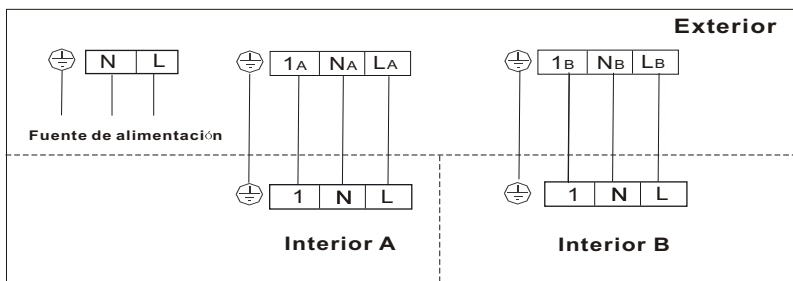 Exterior
N L
1A NA LA
1B NB LB
Fuente de alimentación
1 N L
1 N L
Interior A
Interior B